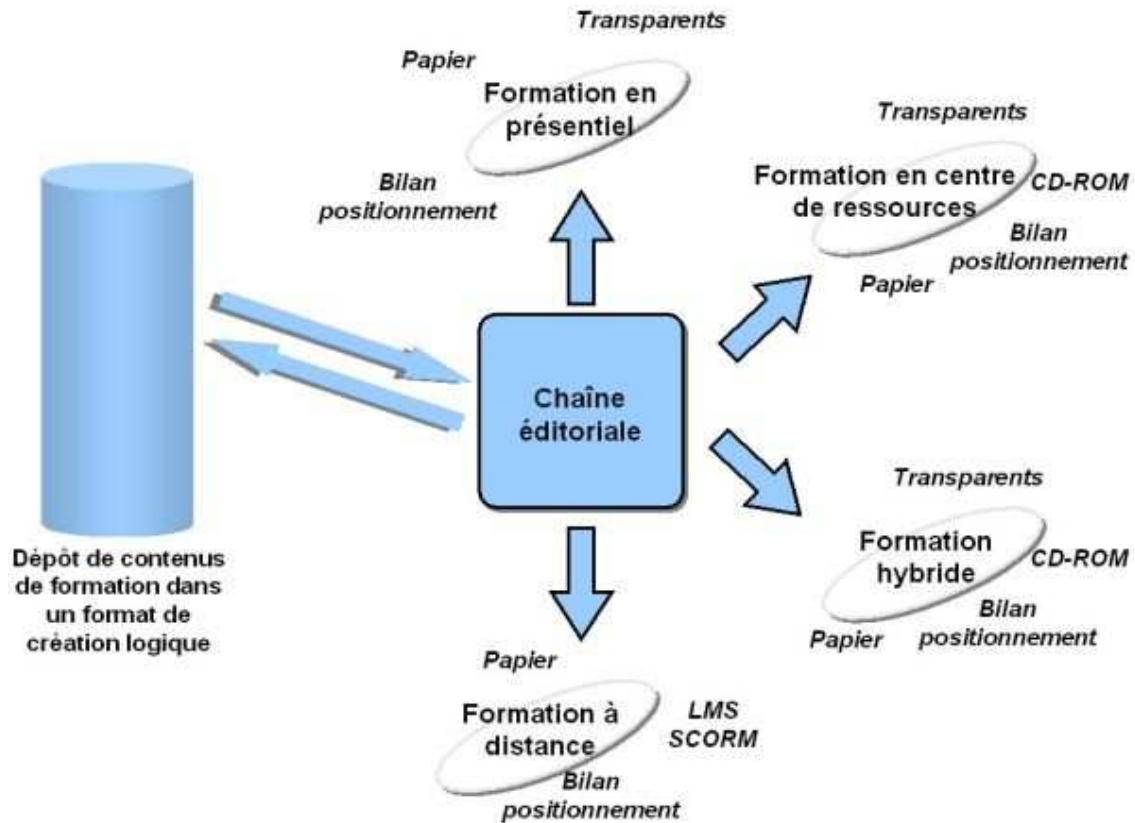 Transparents
Papier
Formation en
présentiel
Bilan
positionnement
Transparents
Formation en centre
de ressources
CD-ROM
Bilan
positionnement
Papier
Chaîne
éditoriale
Dépôt de contenus
de formation dans
un format de
création logique
Transparents
Formation
hybride
CD-ROM
Bilan
positionnement
Papier
Papier
Formation à
distance
LMS
SCORM
Bilan
positionnement